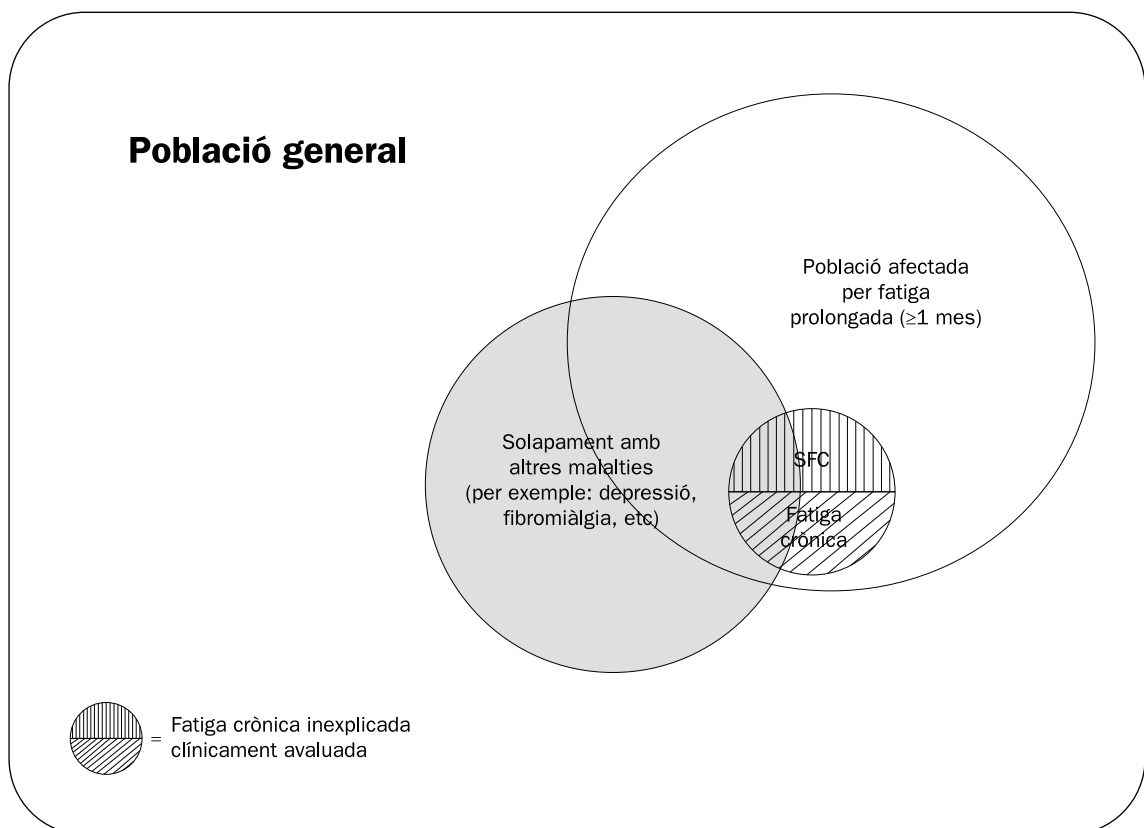 Població general
Població afectada
per fatiga
prolongada (≥1 mes)
Solapament amb
altres malalties
(per exemple: depressió,
fibromiàlgia, etc)
SFC
Fatiga
crònica
= Fatiga crònica inexplicada
clínicament avaluada